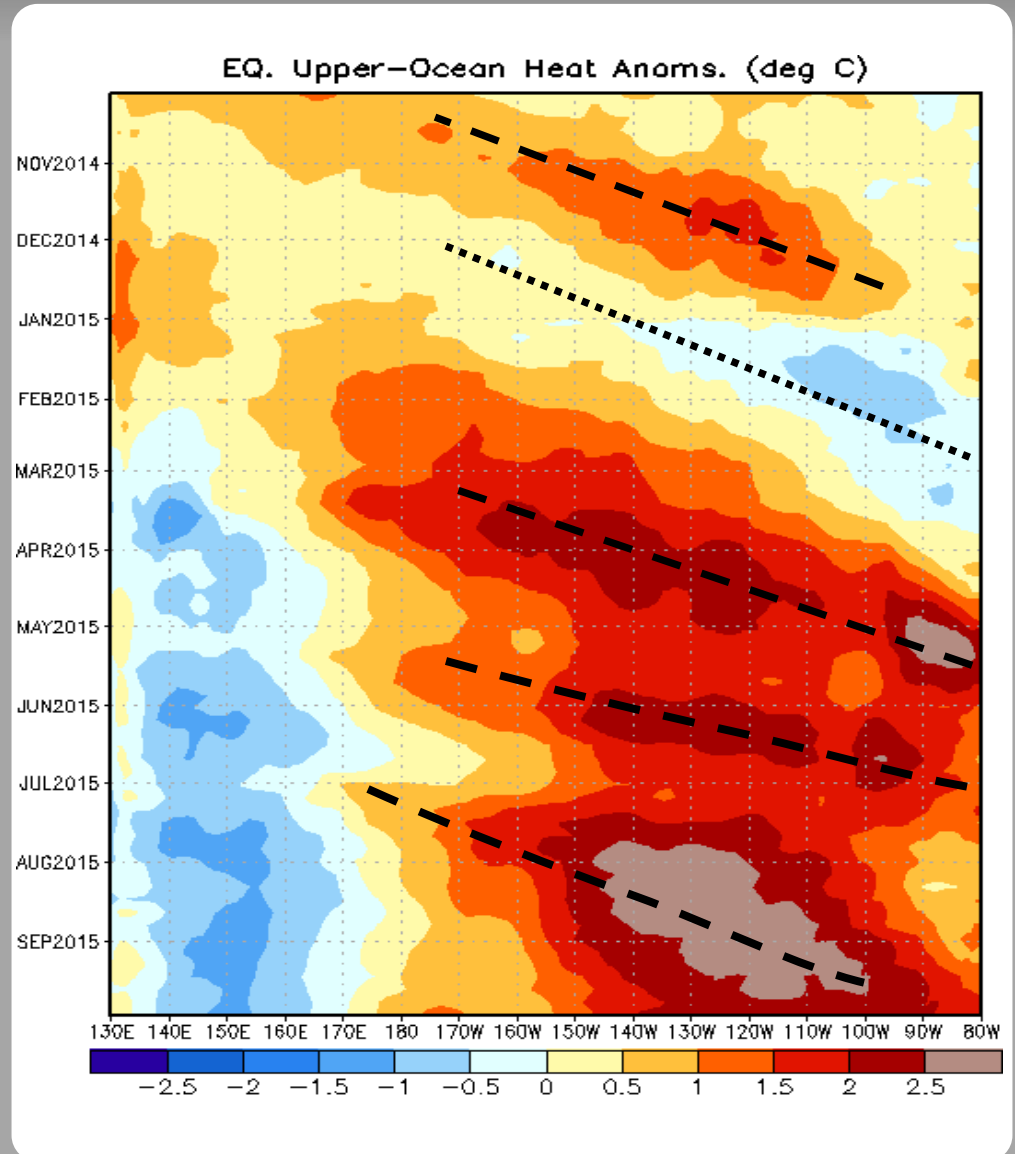 EQ. Upper-Ocean Heat Anoms. (deg C)
NOV2014
DEC2014
JAN2015
FEB2015
MAR2015
APR2015
MAY2015
JUN2015
JUL2015
AUG2015
SEP2015
130E 140E 150E 160E 170E 180 170W 160W 150W 140W 130W 120W 110W 100W 90W 80W
-2.5 -2 -1.5 -1 -0.5 0 0.5 1 1.5 2 2.5